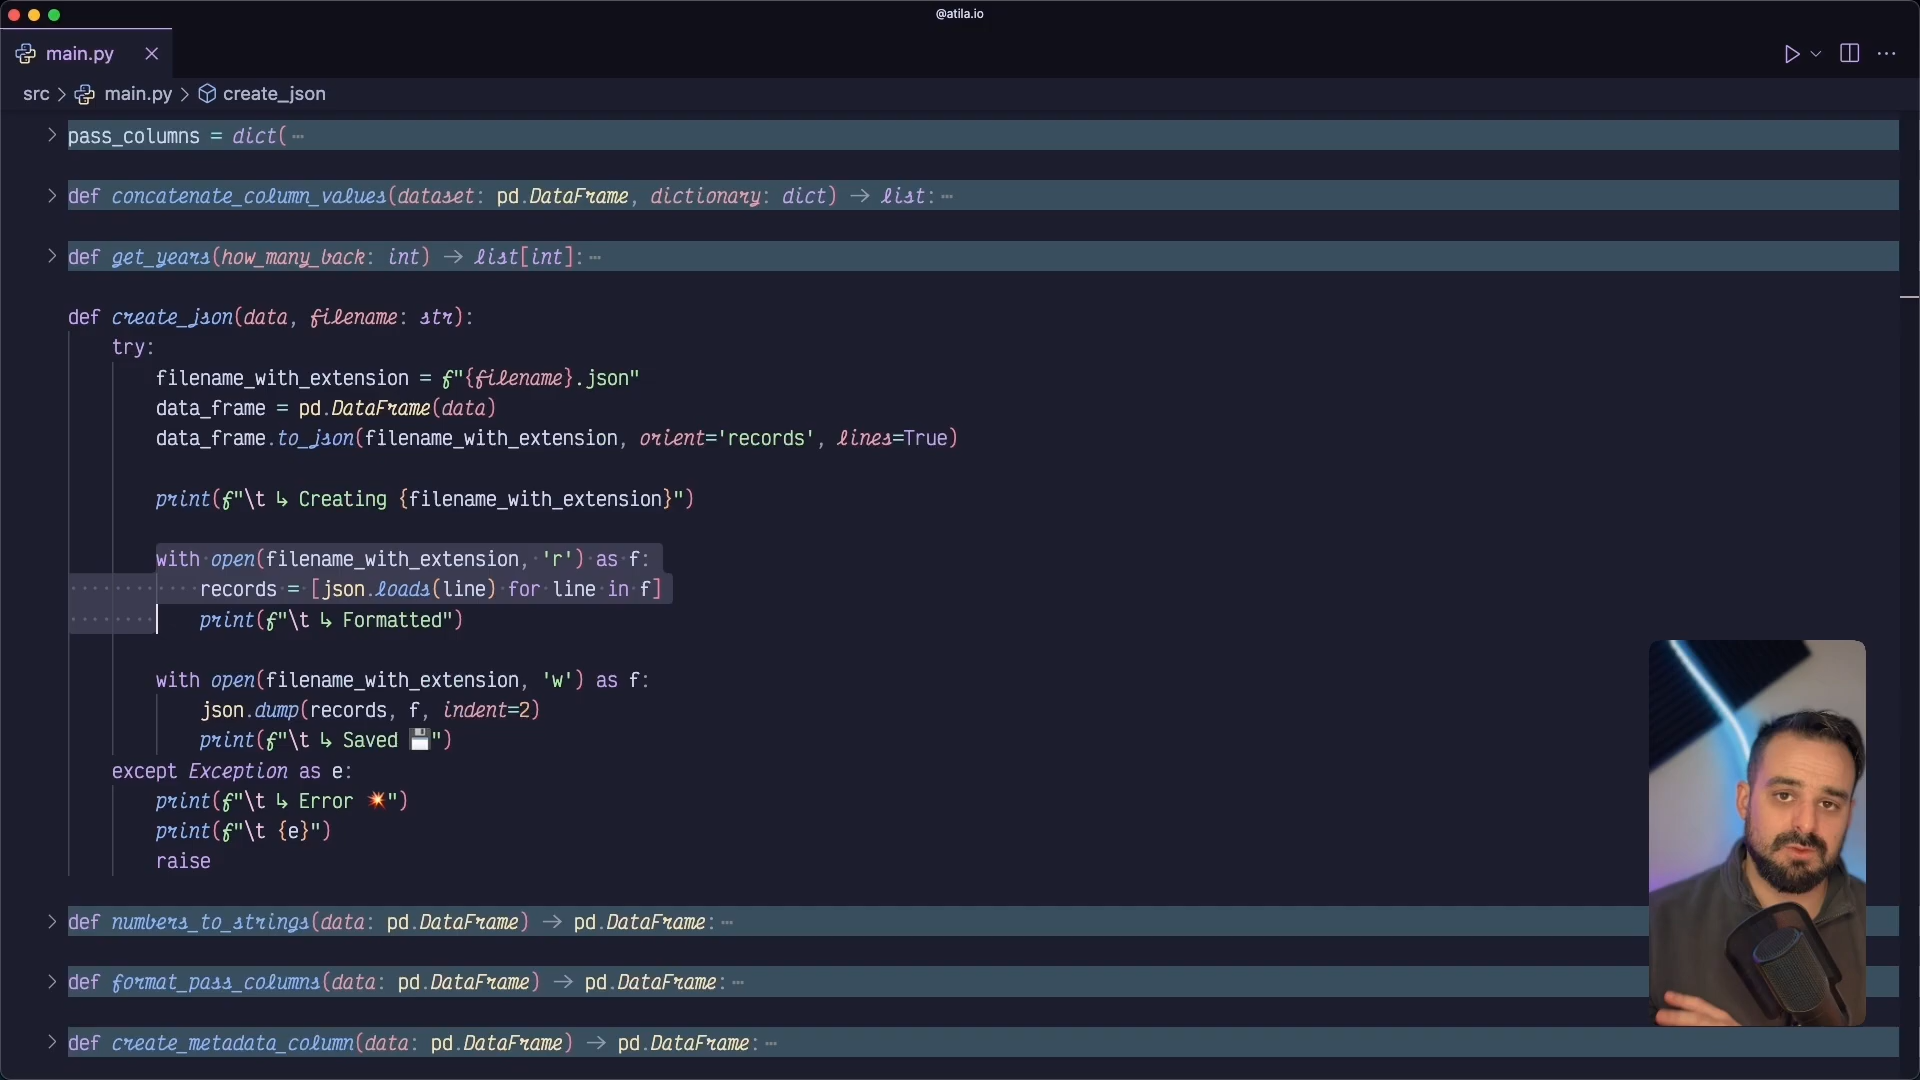 @atila.io
main.py
src > main.py > create_json
pass_columns = dict( ⋯
def concatenate_column_values(dataset: pd.DataFrame, dictionary: dict) → list: ⋯
def get_years(how_many_back: int) → list[int]: ⋯
def create_json(data, filename: str):
try:
filename_with_extension = f"{filename}.json"
data_frame = pd.DataFrame(data)
data_frame.to_json(filename_with_extension, orient='records', lines=True)
print(f"\t ↳ Creating {filename_with_extension}")
with open(filename_with_extension, 'r') as f:
records = [json.loads(line) for line in f]
print(f"\t ↳ Formatted")
with open(filename_with_extension, 'w') as f:
json.dump(records, f, indent=2)
print(f"\t ↳ Saved 💾")
except Exception as e:
print(f"\t ↳ Error 💥")
print(f"\t {e}")
raise
def numbers_to_strings(data: pd.DataFrame) → pd.DataFrame: ⋯
def format_pass_columns(data: pd.DataFrame) → pd.DataFrame: ⋯
def create_metadata_column(data: pd.DataFrame) → pd.DataFrame: ⋯